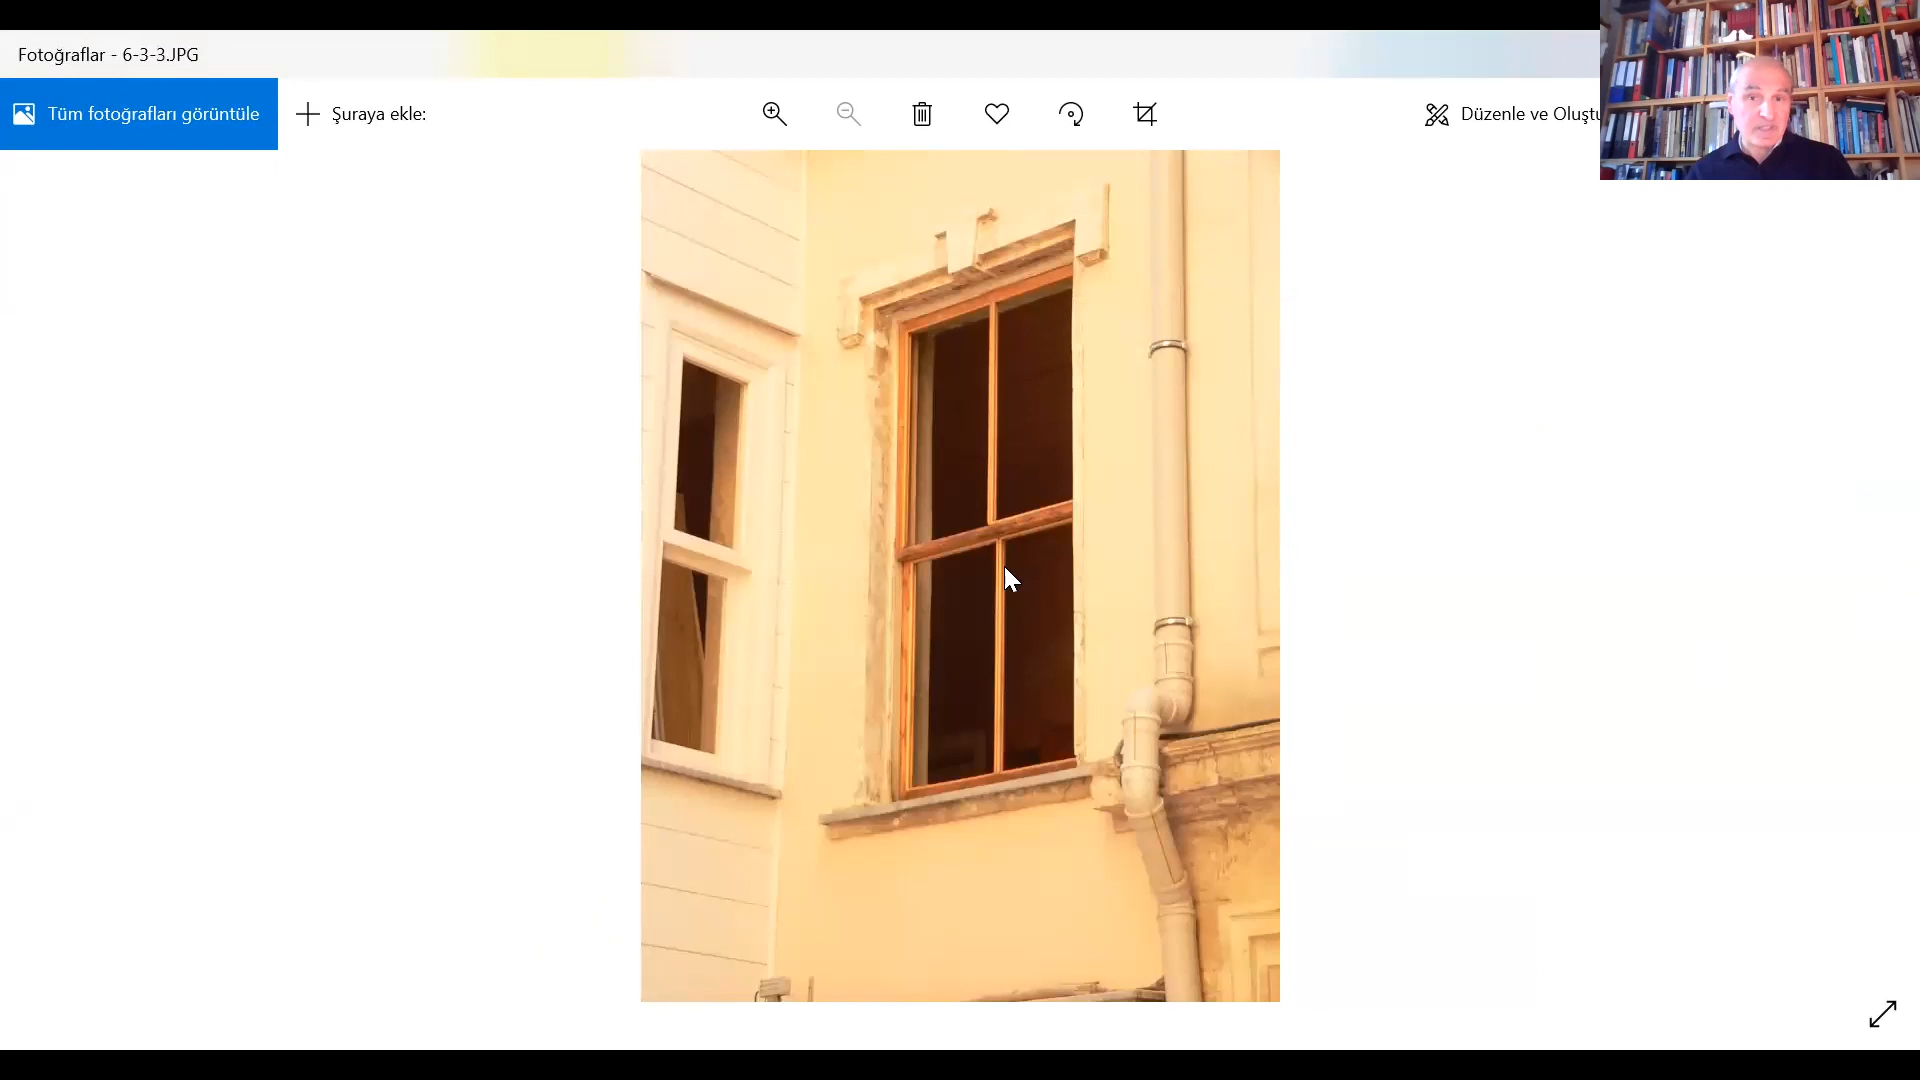 Fotoğraflar - 6-3-3.JPG
Tüm fotoğrafları görüntüle
Şuraya ekle:
Düzenle ve Oluştu